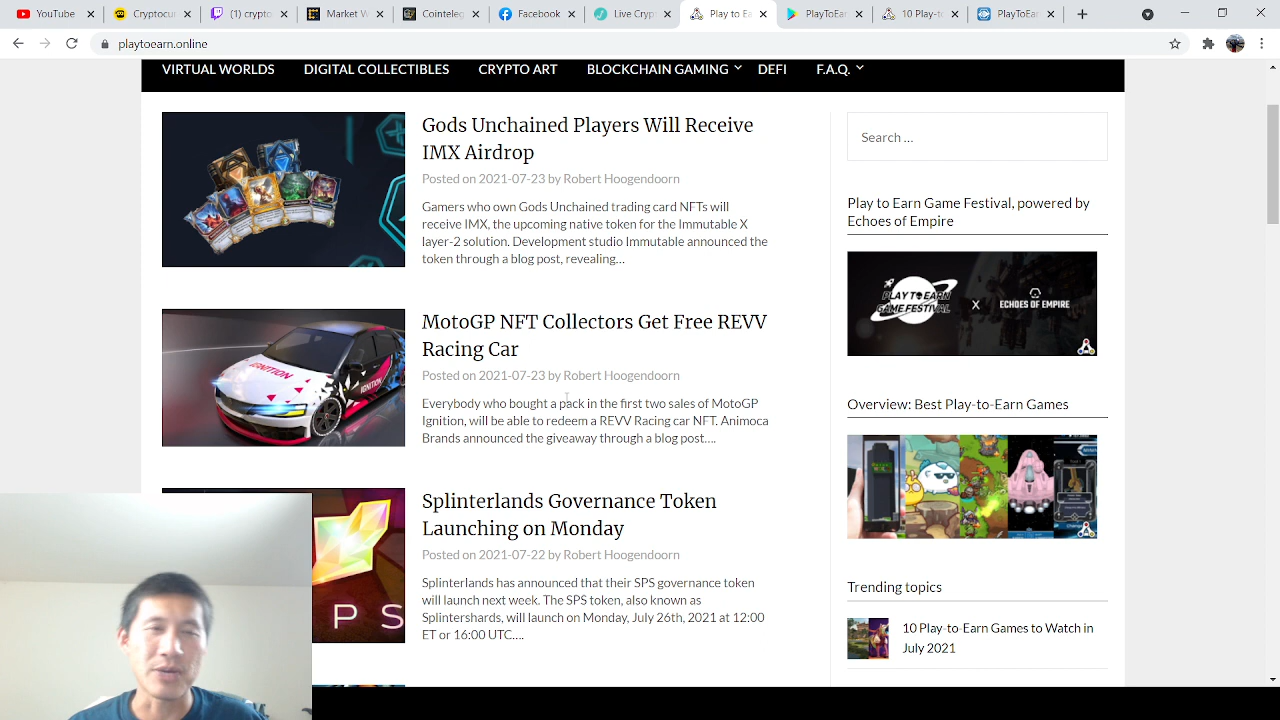 YouTube
Cryptocur
(1) crypto
Market W
Cointeleg
Facebook
Live Cryp
Play to Ea
PlayToEar
10 Play-to
PlayToEar
playtoearn.online
VIRTUAL WORLDS DIGITAL COLLECTIBLES CRYPTO ART BLOCKCHAIN GAMING DEFI F.A.Q.
Gods Unchained Players Will Receive
IMX Airdrop
Posted on 2021-07-23 by Robert Hoogendoorn
Gamers who own Gods Unchained trading card NFTs will
receive IMX, the upcoming native token for the Immutable X
layer-2 solution. Development studio Immutable announced the
token through a blog post, revealing…
MotoGP NFT Collectors Get Free REVV
Racing Car
Posted on 2021-07-23 by Robert Hoogendoorn
Everybody who bought a pack in the first two sales of MotoGP
Ignition, will be able to redeem a REVV Racing car NFT. Animoca
Brands announced the giveaway through a blog post….
IGNITION
IGNITION
Splinterlands Governance Token
Launching on Monday
Posted on 2021-07-22 by Robert Hoogendoorn
Splinterlands has announced that their SPS governance token
will launch next week. The SPS token, also known as
Splintershards, will launch on Monday, July 26th, 2021 at 12:00
ET or 16:00 UTC….
P S
Search …
Play to Earn Game Festival, powered by
Echoes of Empire
PLAY TO EARN
GAME FESTIVAL
X
ECHOES OF EMPIRE
Overview: Best Play-to-Earn Games
Trending topics
10 Play-to-Earn Games to Watch in
July 2021